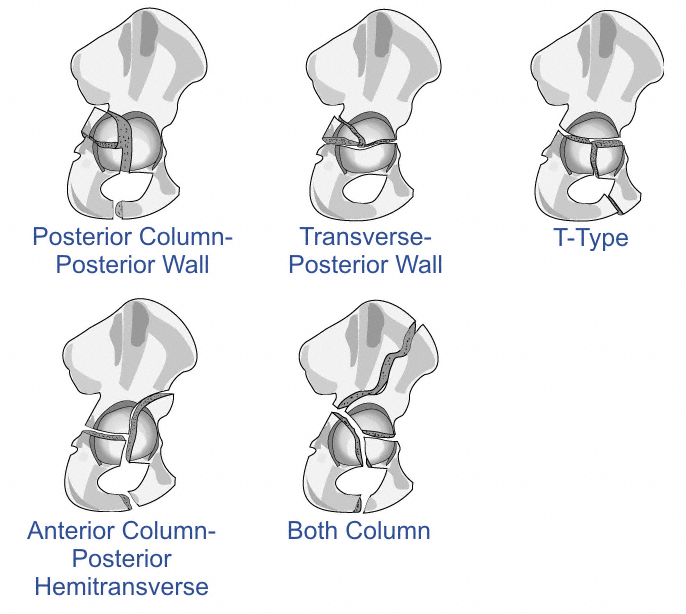 Posterior Column-
Posterior Wall
Transverse-
Posterior Wall
T-Type
Anterior Column-
Posterior
Hemitransverse
Both Column